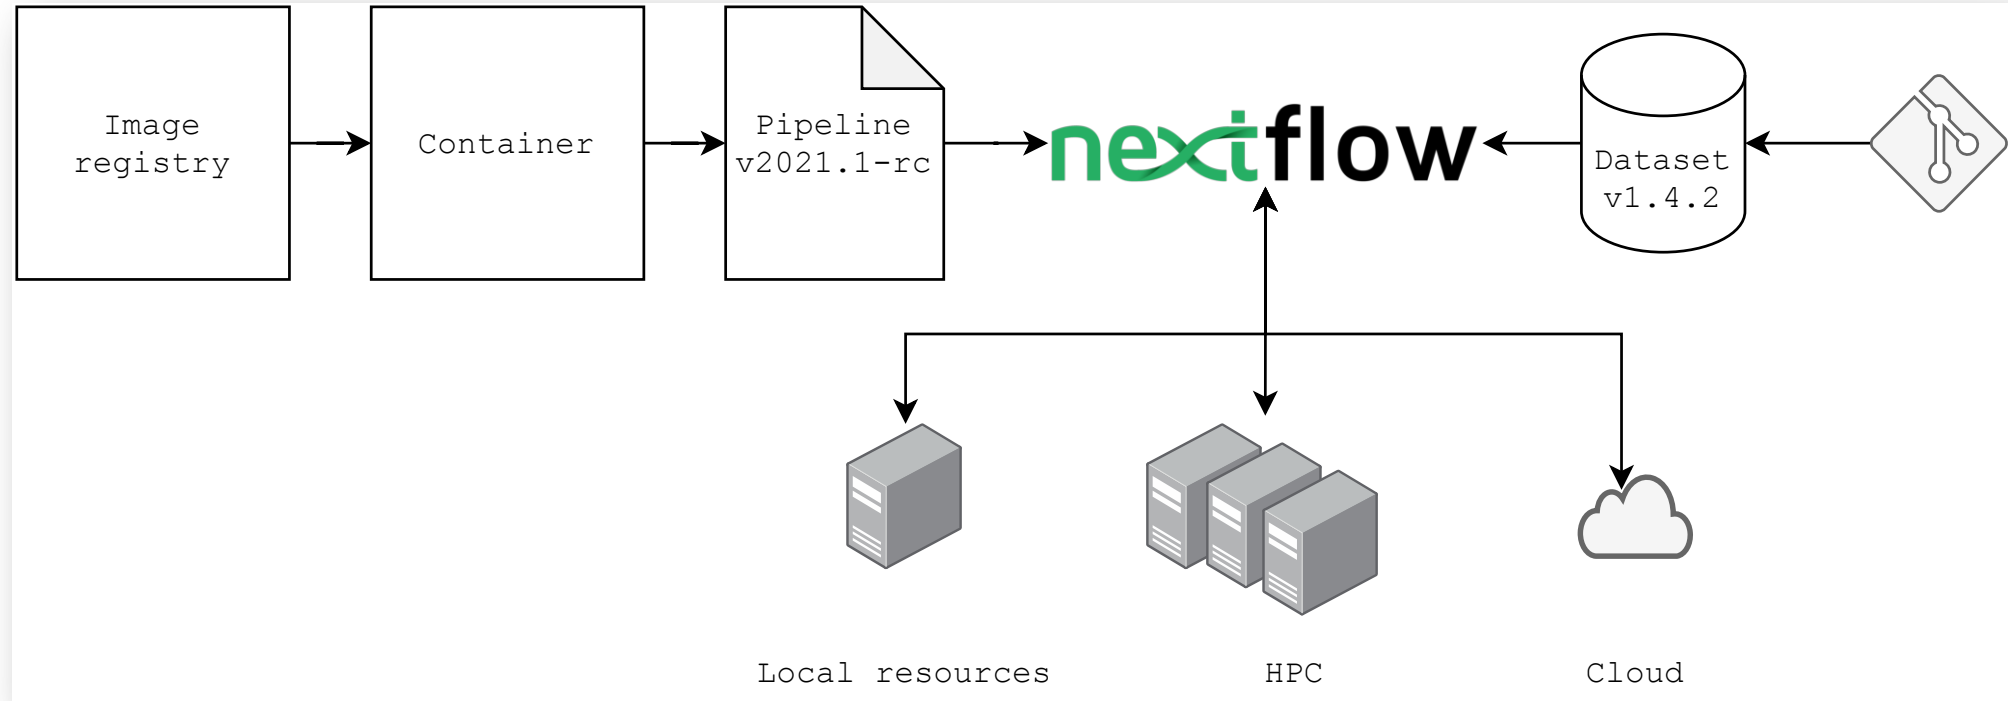 Image
registry
Container
Pipeline
v2021.1-rc
nextflow
Dataset
v1.4.2
Local resources
HPC
Cloud